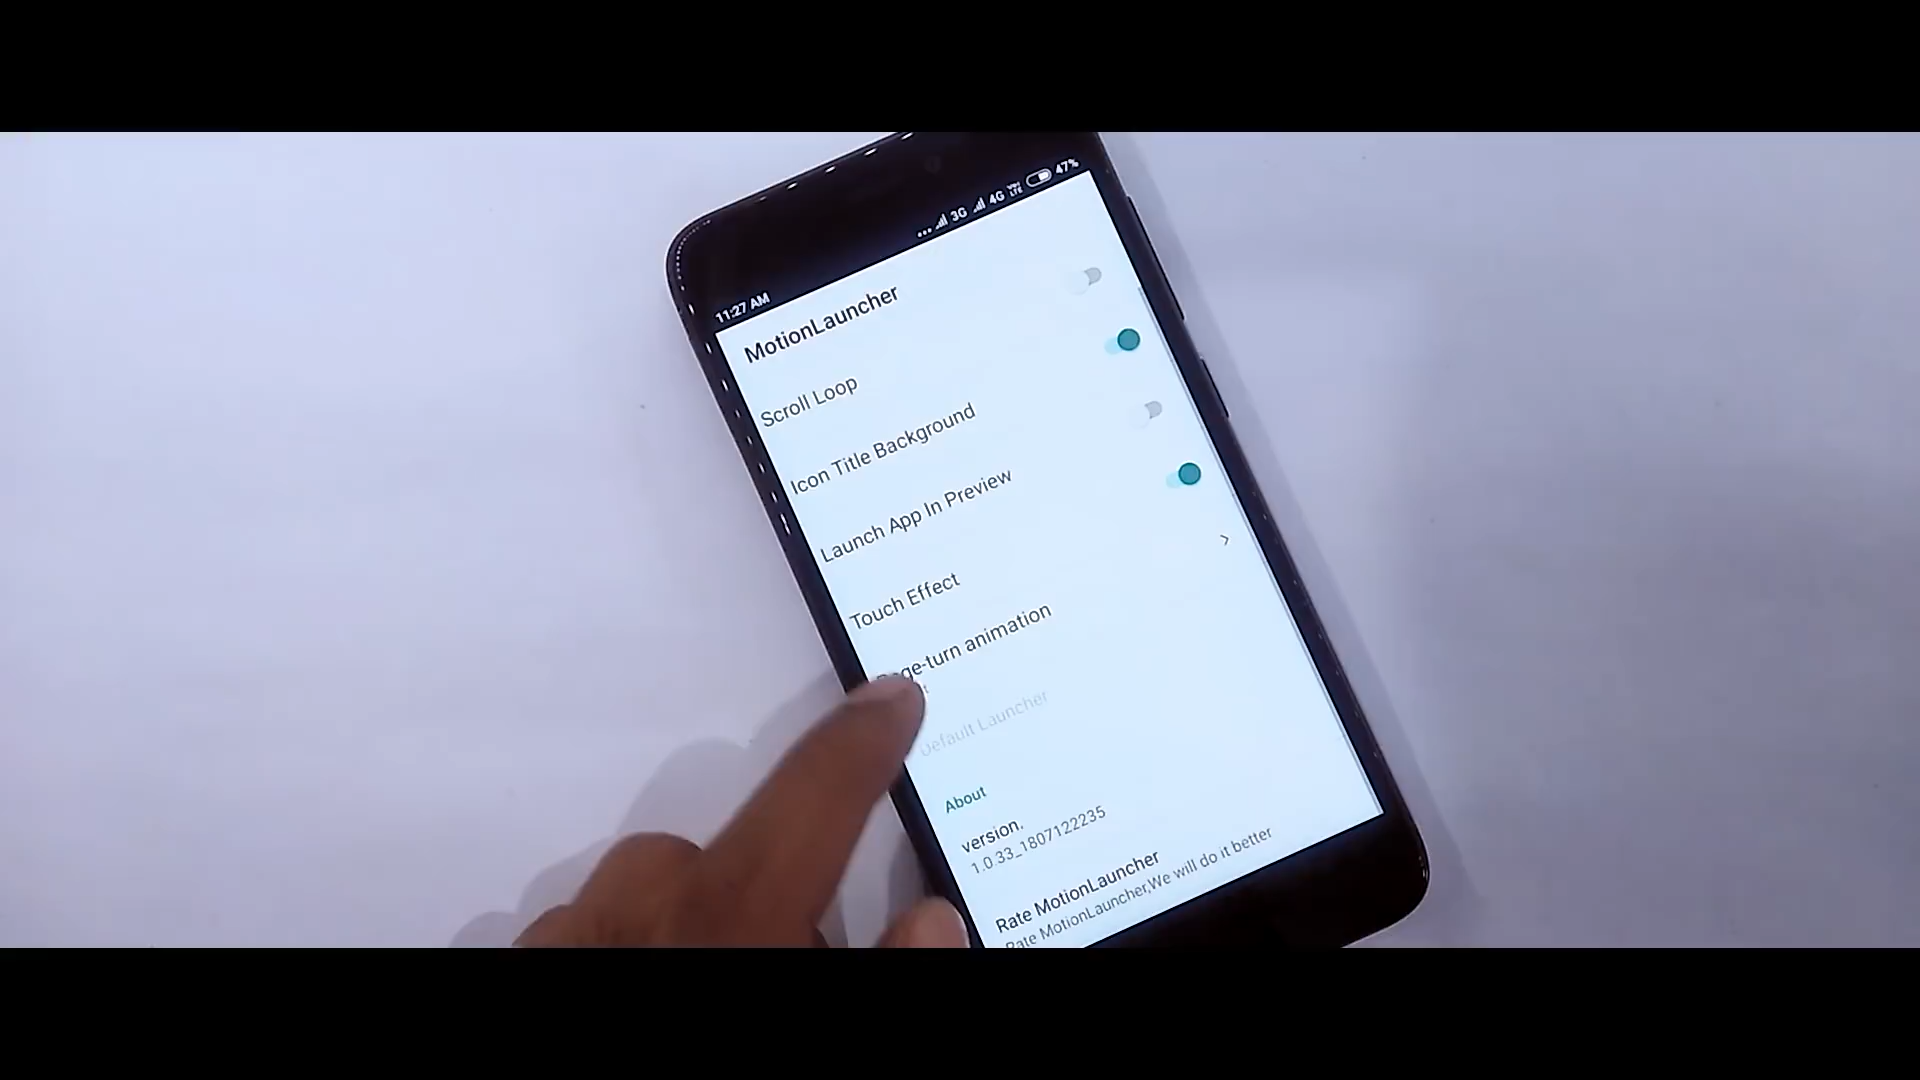 11:27 AM
3G 4G VoLTE 47%
MotionLauncher
Scroll Loop
Icon Title Background
Launch App In Preview
Touch Effect
animation
Default Launcher
About
version.
1.0.33_1807122235
Rate MotionLauncher
Rate MotionLauncher,We will do it better